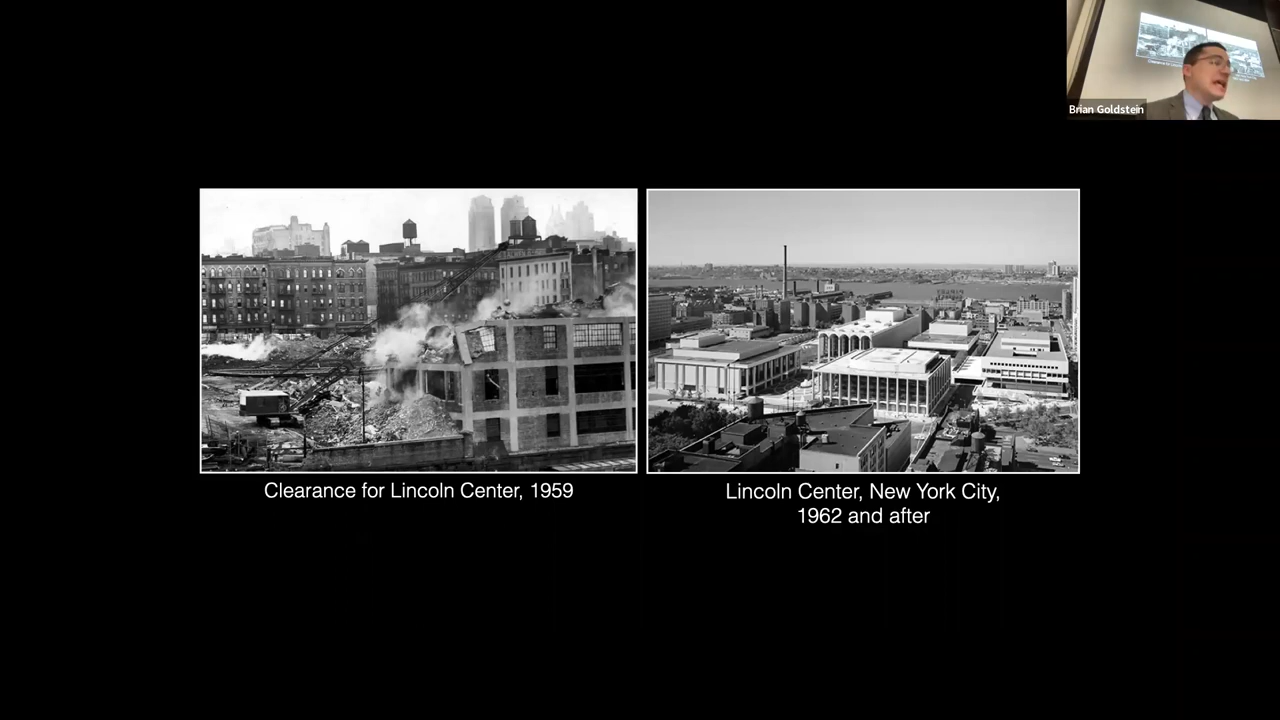 Brian Goldstein
Clearance for Lincoln Center, 1959
Lincoln Center, New York City,
1962 and after